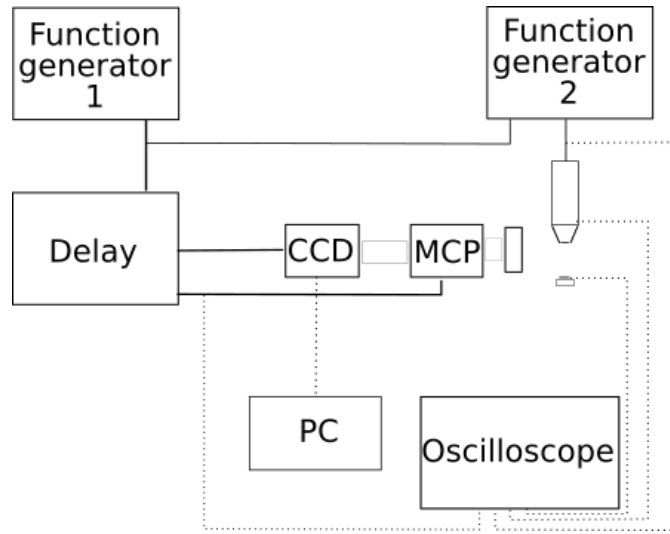 Function
generator
1
Function
generator
2
Delay
CCD
MCP
PC
Oscilloscope